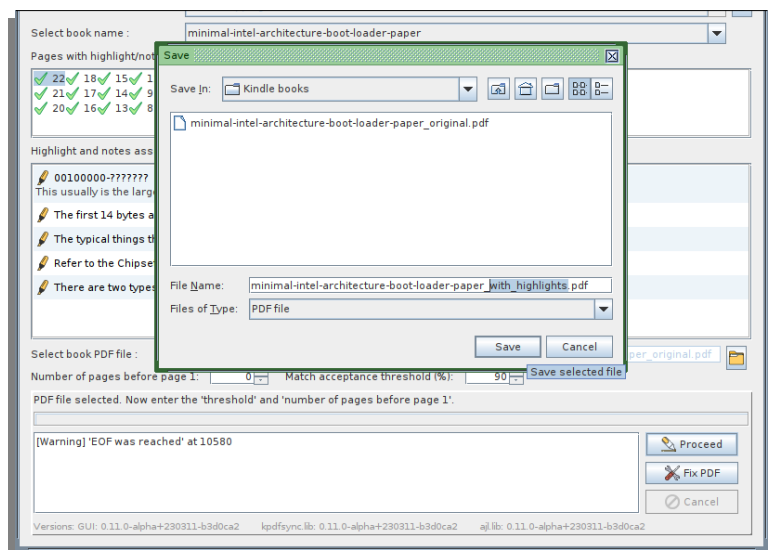 Select book name :
minimal-intel-architecture-boot-loader-paper
Pages with highlight/not
22 18 15 1
21 17 14 9
20 16 13 8
Highlight and notes ass
00100000-???????
This usually is the larg
The first 14 bytes a
The typical things th
Refer to the Chipse
There are two types
Save
Save In:
Kindle books
minimal-intel-architecture-boot-loader-paper_original.pdf
File Name:
minimal-intel-architecture-boot-loader-paper_with_highlights.pdf
Files of Type:
PDF file
Save
Cancel
Save selected file
Select book PDF file :
per_original.pdf
Number of pages before page 1:
0
Match acceptance threshold (%):
90
PDF file selected. Now enter the 'threshold' and 'number of pages before page 1'.
[Warning] 'EOF was reached' at 10580
Proceed
Fix PDF
Cancel
Versions: GUI: 0.11.0-alpha+230311-b3d0ca2 kpdfsync.lib: 0.11.0-alpha+230311-b3d0ca2 ajl.lib: 0.11.0-alpha+230311-b3d0ca2